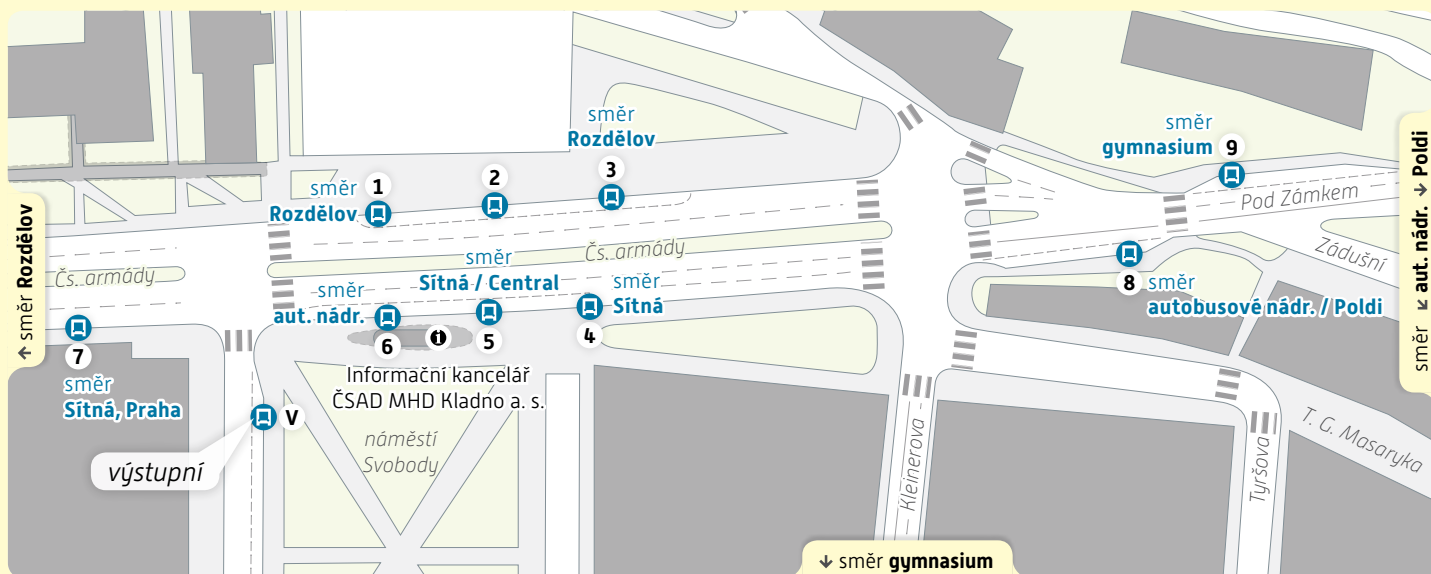 směr
Rozdělov
1
2
směr
Rozdělov
3
směr
gymnasium
9
Pod Zámkem
Zádušní
směr ↙ aut. nádr. → Poldi
↑ směr Rozdělov
Čs. armády
Čs. armády
směr
Sítná / Central
směr
Sítná
směr
aut. nádr.
6
i
5
4
8
směr
autobusové nádr. / Poldi
7
směr
Sítná, Praha
Informační kancelář
ČSAD MHD Kladno a. s.
V
výstupní
náměstí
Svobody
Kleinerova
Tyršova
T. G. Masaryka
↓ směr gymnasium